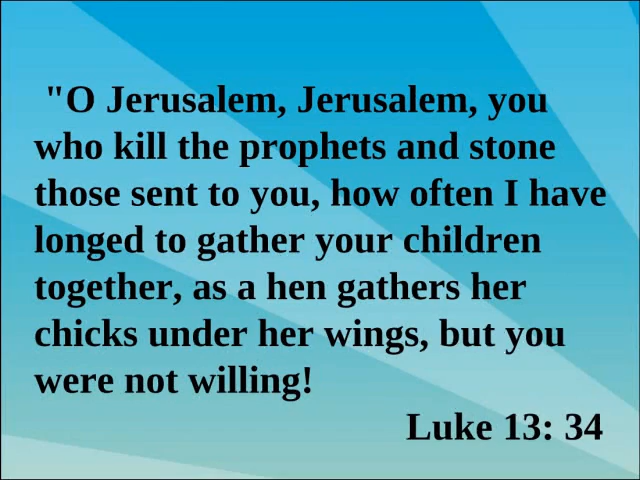 "O Jerusalem, Jerusalem, you
who kill the prophets and stone
those sent to you, how often I have
longed to gather your children
together, as a hen gathers her
chicks under her wings, but you
were not willing!
Luke 13: 34